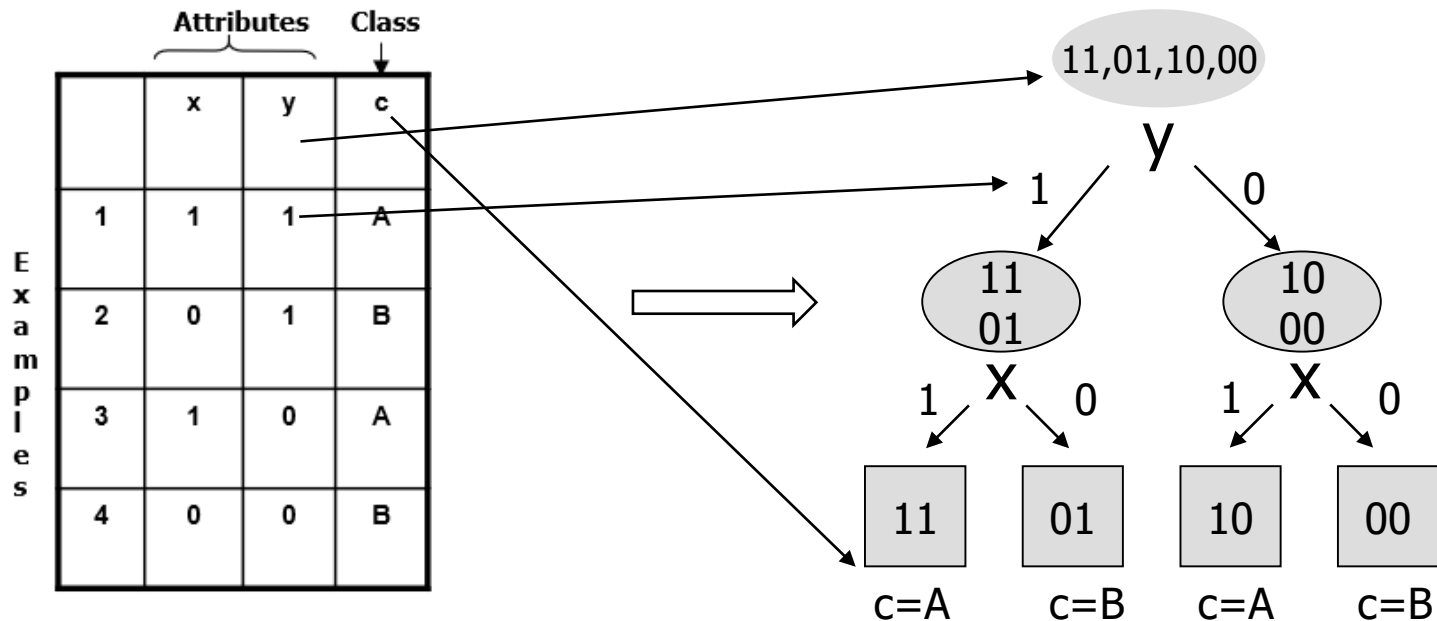 Attributes Class
x y c
1 1 1 A
2 0 1 B
3 1 0 A
4 0 0 B
Examples
11,01,10,00
y
1 0
11 10
01 00
x x
1 0 1 0
11 01 10 00
c=A c=B c=A c=B